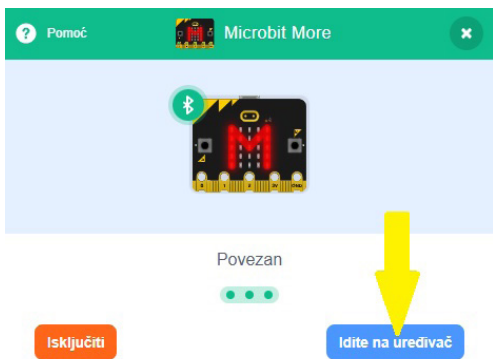 ? Pomoć
Microbit More
Povezan
Isključiti
Idite na uređivač